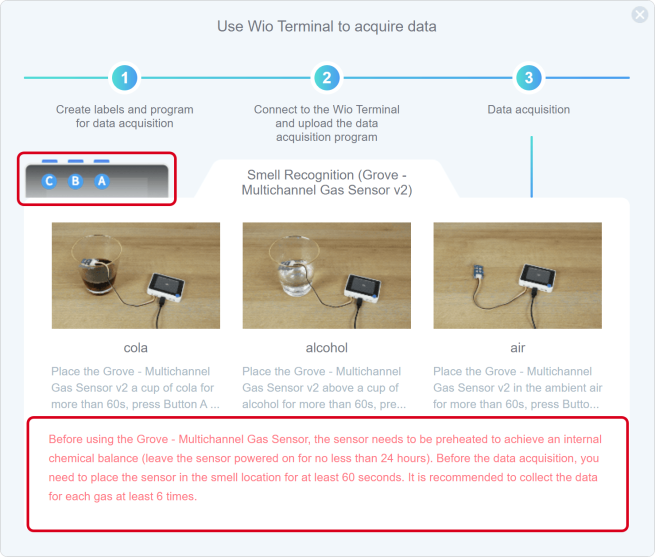 Use Wio Terminal to acquire data
1
2
3
Create labels and program
for data acquisition
Connect to the Wio Terminal
and upload the data
acquisition program
Data acquisition
C B A
Smell Recognition (Grove -
Multichannel Gas Sensor v2)
cola
alcohol
air
Place the Grove - Multichannel
Gas Sensor v2 a cup of cola for
more than 60s, press Button A ...
Place the Grove - Multichannel
Gas Sensor v2 above a cup of
alcohol for more than 60s, pre...
Place the Grove - Multichannel
Gas Sensor v2 in the ambient air
for more than 60s, press Butto...
Before using the Grove - Multichannel Gas Sensor, the sensor needs to be preheated to achieve an internal
chemical balance (leave the sensor powered on for no less than 24 hours). Before the data acquisition, you
need to place the sensor in the smell location for at least 60 seconds. It is recommended to collect the data
for each gas at least 6 times.